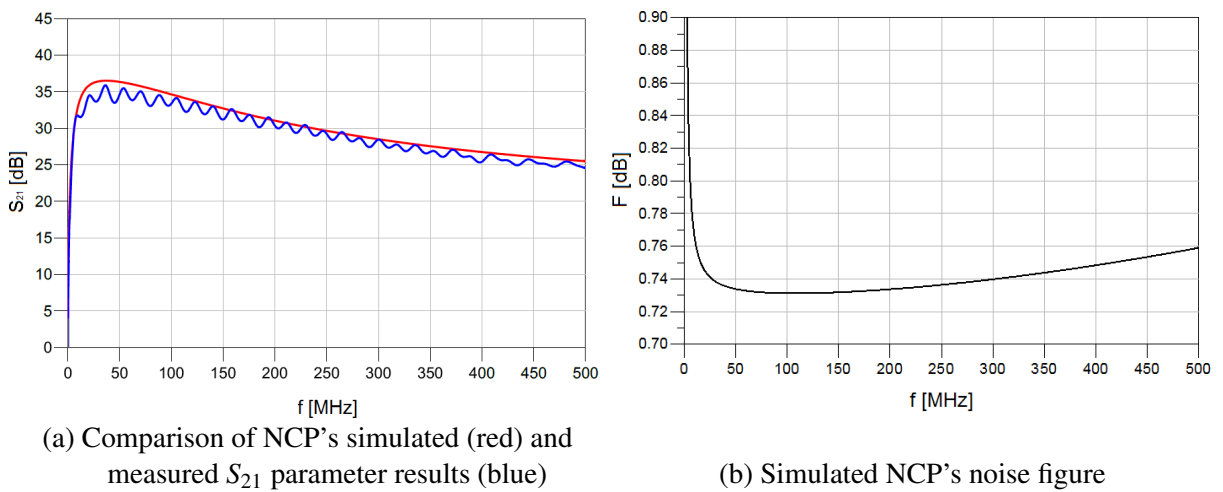 45
40
35
30
25
20
15
10
5
0
S21 [dB]
0 50 100 150 200 250 300 350 400 450 500
f [MHz]
(a) Comparison of NCP's simulated (red) and
measured S21 parameter results (blue)
0.90
0.88
0.86
0.84
0.82
0.80
0.78
0.76
0.74
0.72
0.70
F [dB]
0 50 100 150 200 250 300 350 400 450 500
f [MHz]
(b) Simulated NCP's noise figure